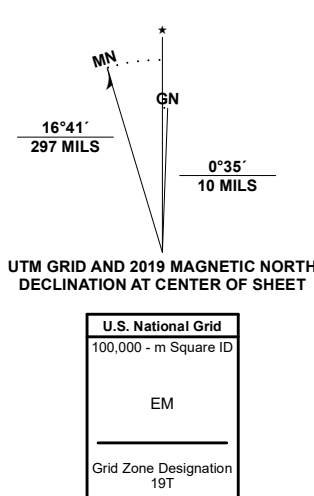 ★
MN
GN
16°41´
297 MILS
0°35´
10 MILS
UTM GRID AND 2019 MAGNETIC NORTH
DECLINATION AT CENTER OF SHEET
U.S. National Grid
100,000 - m Square ID
EM
Grid Zone Designation
19T